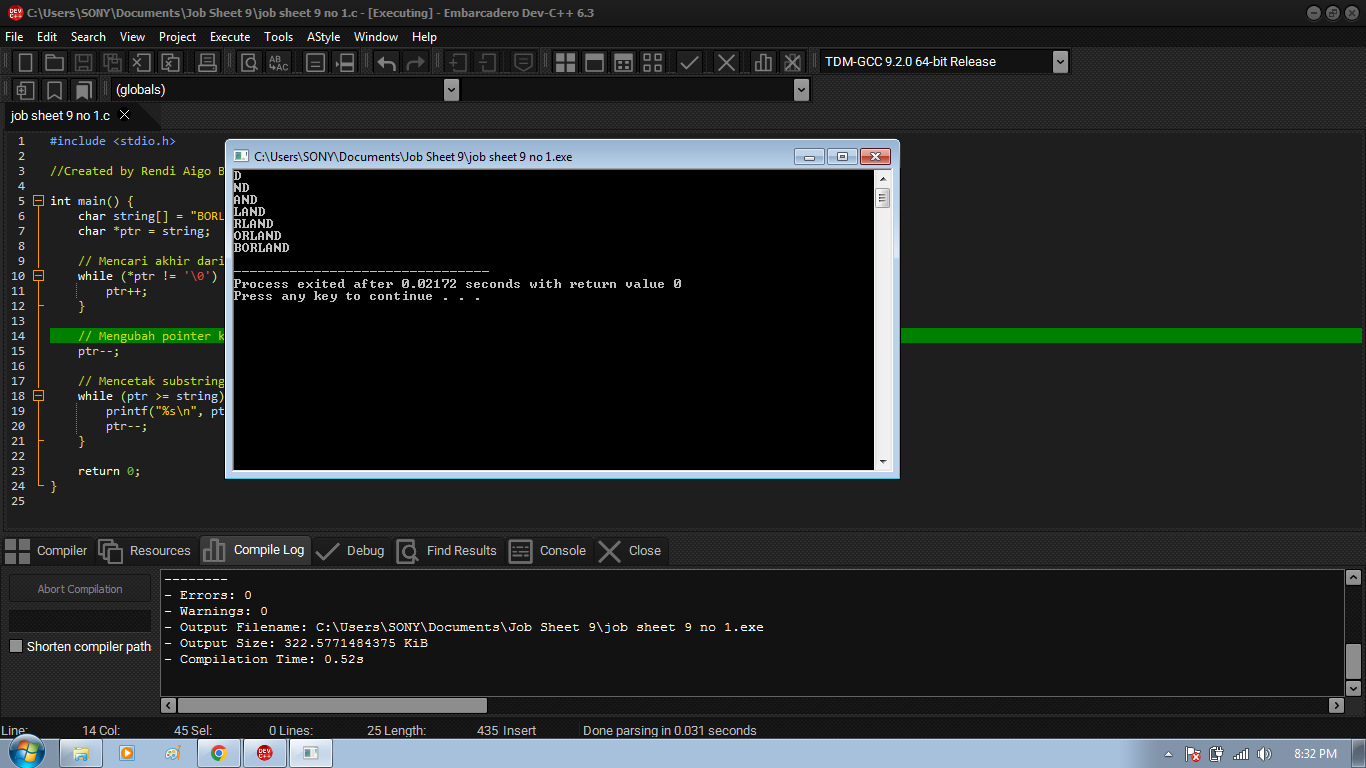 C:\Users\SONY\Documents\Job Sheet 9\job sheet 9 no 1.c - [Executing] - Embarcadero Dev-C++ 6.3
File Edit Search View Project Execute Tools AStyle Window Help
TDM-GCC 9.2.0 64-bit Release
(globals)
job sheet 9 no 1.c
1 #include <stdio.h>
2
3 //Created by Rendi Aigo B
4
5 int main() {
6 char string[] = "BORL
7 char *ptr = string;
8
9 // Mencari akhir dari
10 while (*ptr != '\0')
11 ptr++;
12 }
13
14 // Mengubah pointer k
15 ptr--;
16
17 // Mencetak substring
18 while (ptr >= string)
19 printf("%s\n", pt
20 ptr--;
21 }
22
23 return 0;
24 }
25
C:\Users\SONY\Documents\Job Sheet 9\job sheet 9 no 1.exe
D
ND
AND
LAND
RLAND
ORLAND
BORLAND
--------------------------------
Process exited after 0.02172 seconds with return value 0
Press any key to continue . . .
Compiler Resources Compile Log Debug Find Results Console Close
Abort Compilation
Shorten compiler path
--------
- Errors: 0
- Warnings: 0
- Output Filename: C:\Users\SONY\Documents\Job Sheet 9\job sheet 9 no 1.exe
- Output Size: 322.5771484375 KiB
- Compilation Time: 0.52s
Line: 14 Col: 45 Sel: 0 Lines: 25 Length: 435 Insert Done parsing in 0.031 seconds
8:32 PM